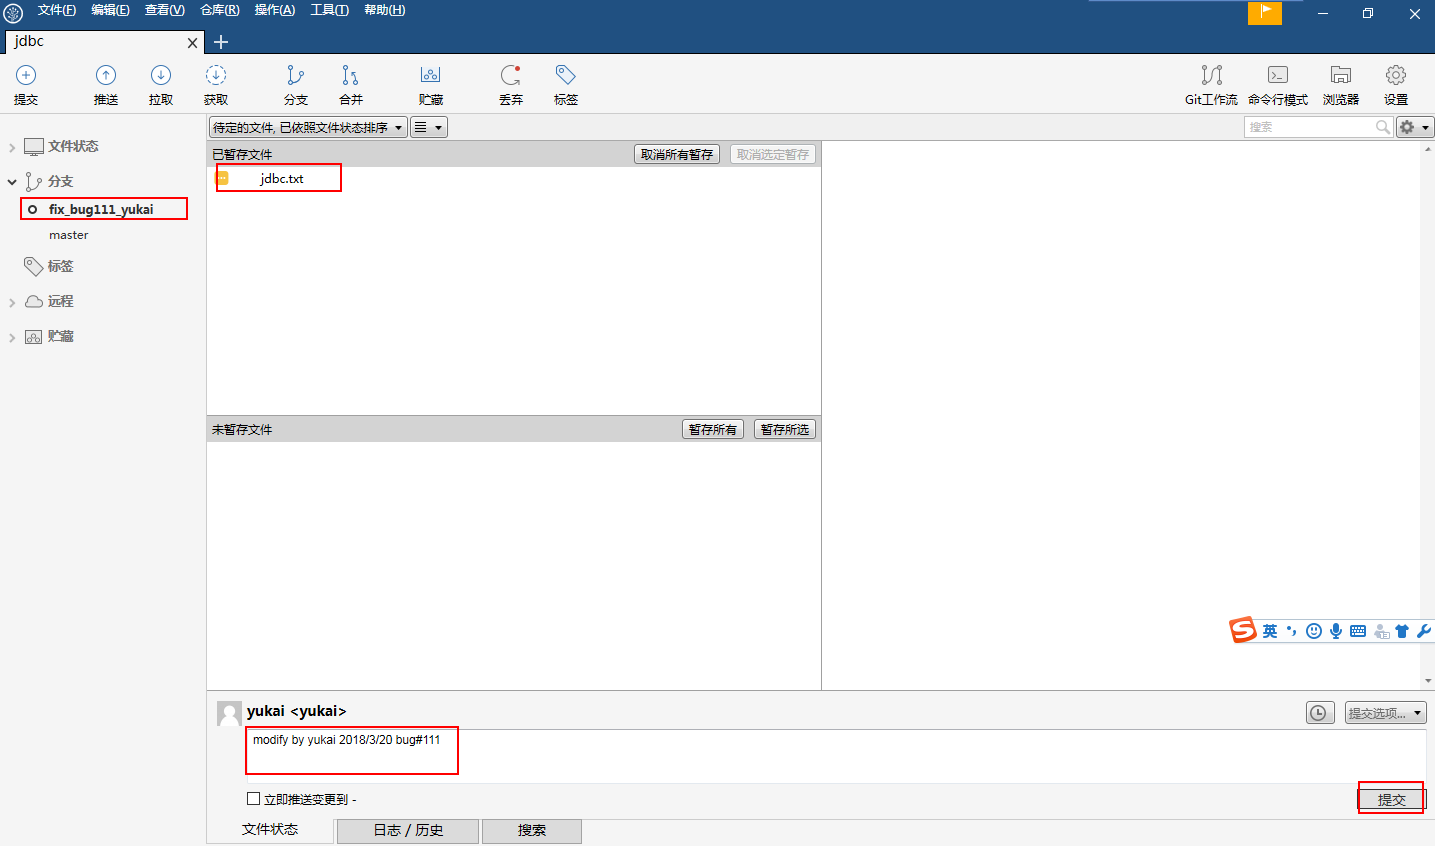 文件(F) 编辑(E) 查看(V) 仓库(R) 操作(A) 工具(T) 帮助(H)
jdbc
提交 推送 拉取 获取 分支 合并 贮藏 丢弃 标签 Git工作流 命令行模式 浏览器 设置
待定的文件, 已依照文件状态排序
搜索
文件状态
分支
fix_bug111_yukai
master
标签
远程
贮藏
已暂存文件 取消所有暂存 取消选定暂存
jdbc.txt
未暂存文件 暂存所有 暂存所选
英
yukai <yukai>
提交选项...
modify by yukai 2018/3/20 bug#111
立即推送变更到 -
提交
文件状态 日志 / 历史 搜索